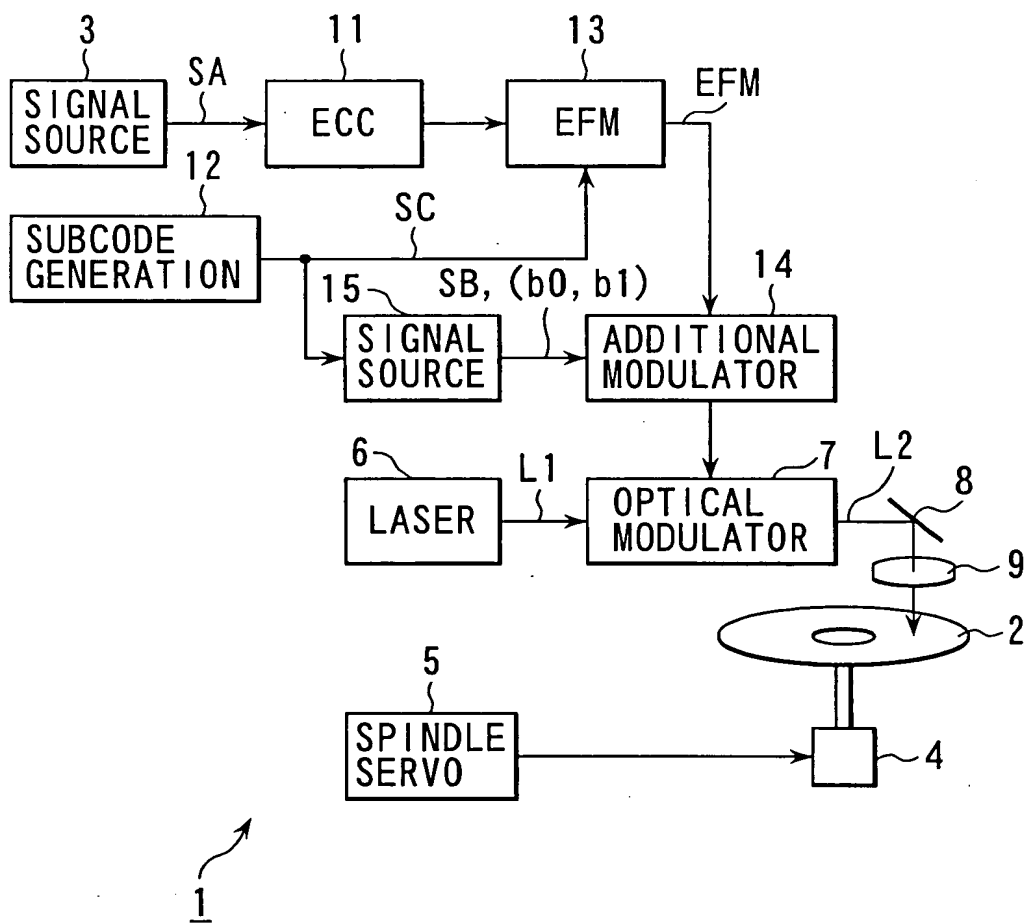 3
11
13
SA
EFM
SIGNAL
SOURCE
ECC
EFM
12
SC
SUBCODE
GENERATION
15
SB, (b0, b1)
14
SIGNAL
SOURCE
ADDITIONAL
MODULATOR
6
L1
7
L2
8
LASER
OPTICAL
MODULATOR
9
2
5
SPINDLE
SERVO
4
1